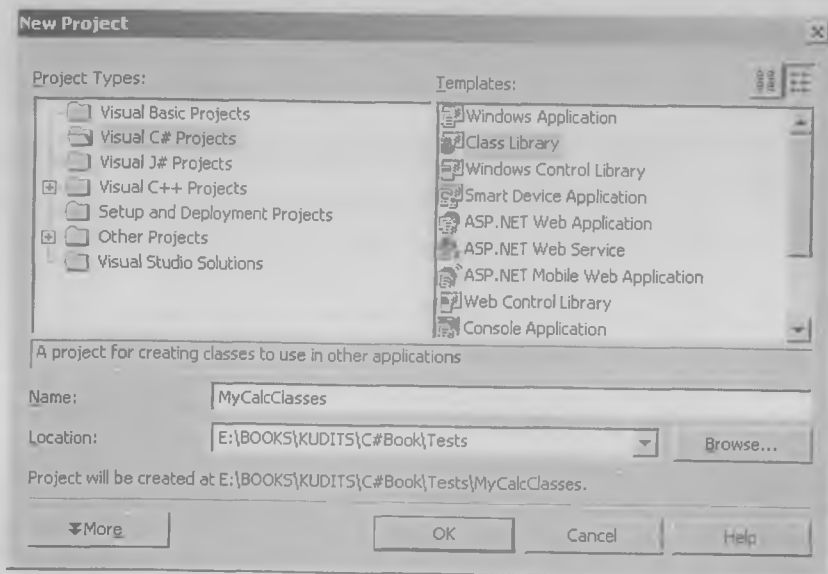 New Project
Project Types:
Templates:
Visual Basic Projects
Visual C# Projects
Visual J# Projects
Visual C++ Projects
Setup and Deployment Projects
Other Projects
Visual Studio Solutions
Windows Application
Class Library
Windows Control Library
Smart Device Application
ASP.NET Web Application
ASP.NET Web Service
ASP.NET Mobile Web Application
Web Control Library
Console Application
A project for creating classes to use in other applications
Name:
MyCalcClasses
Location:
E:\BOOKS\KUDITS\C#Book\Tests
Browse...
Project will be created at E:\BOOKS\KUDITS\C#Book\Tests\MyCalcClasses.
More
OK
Cancel
Help